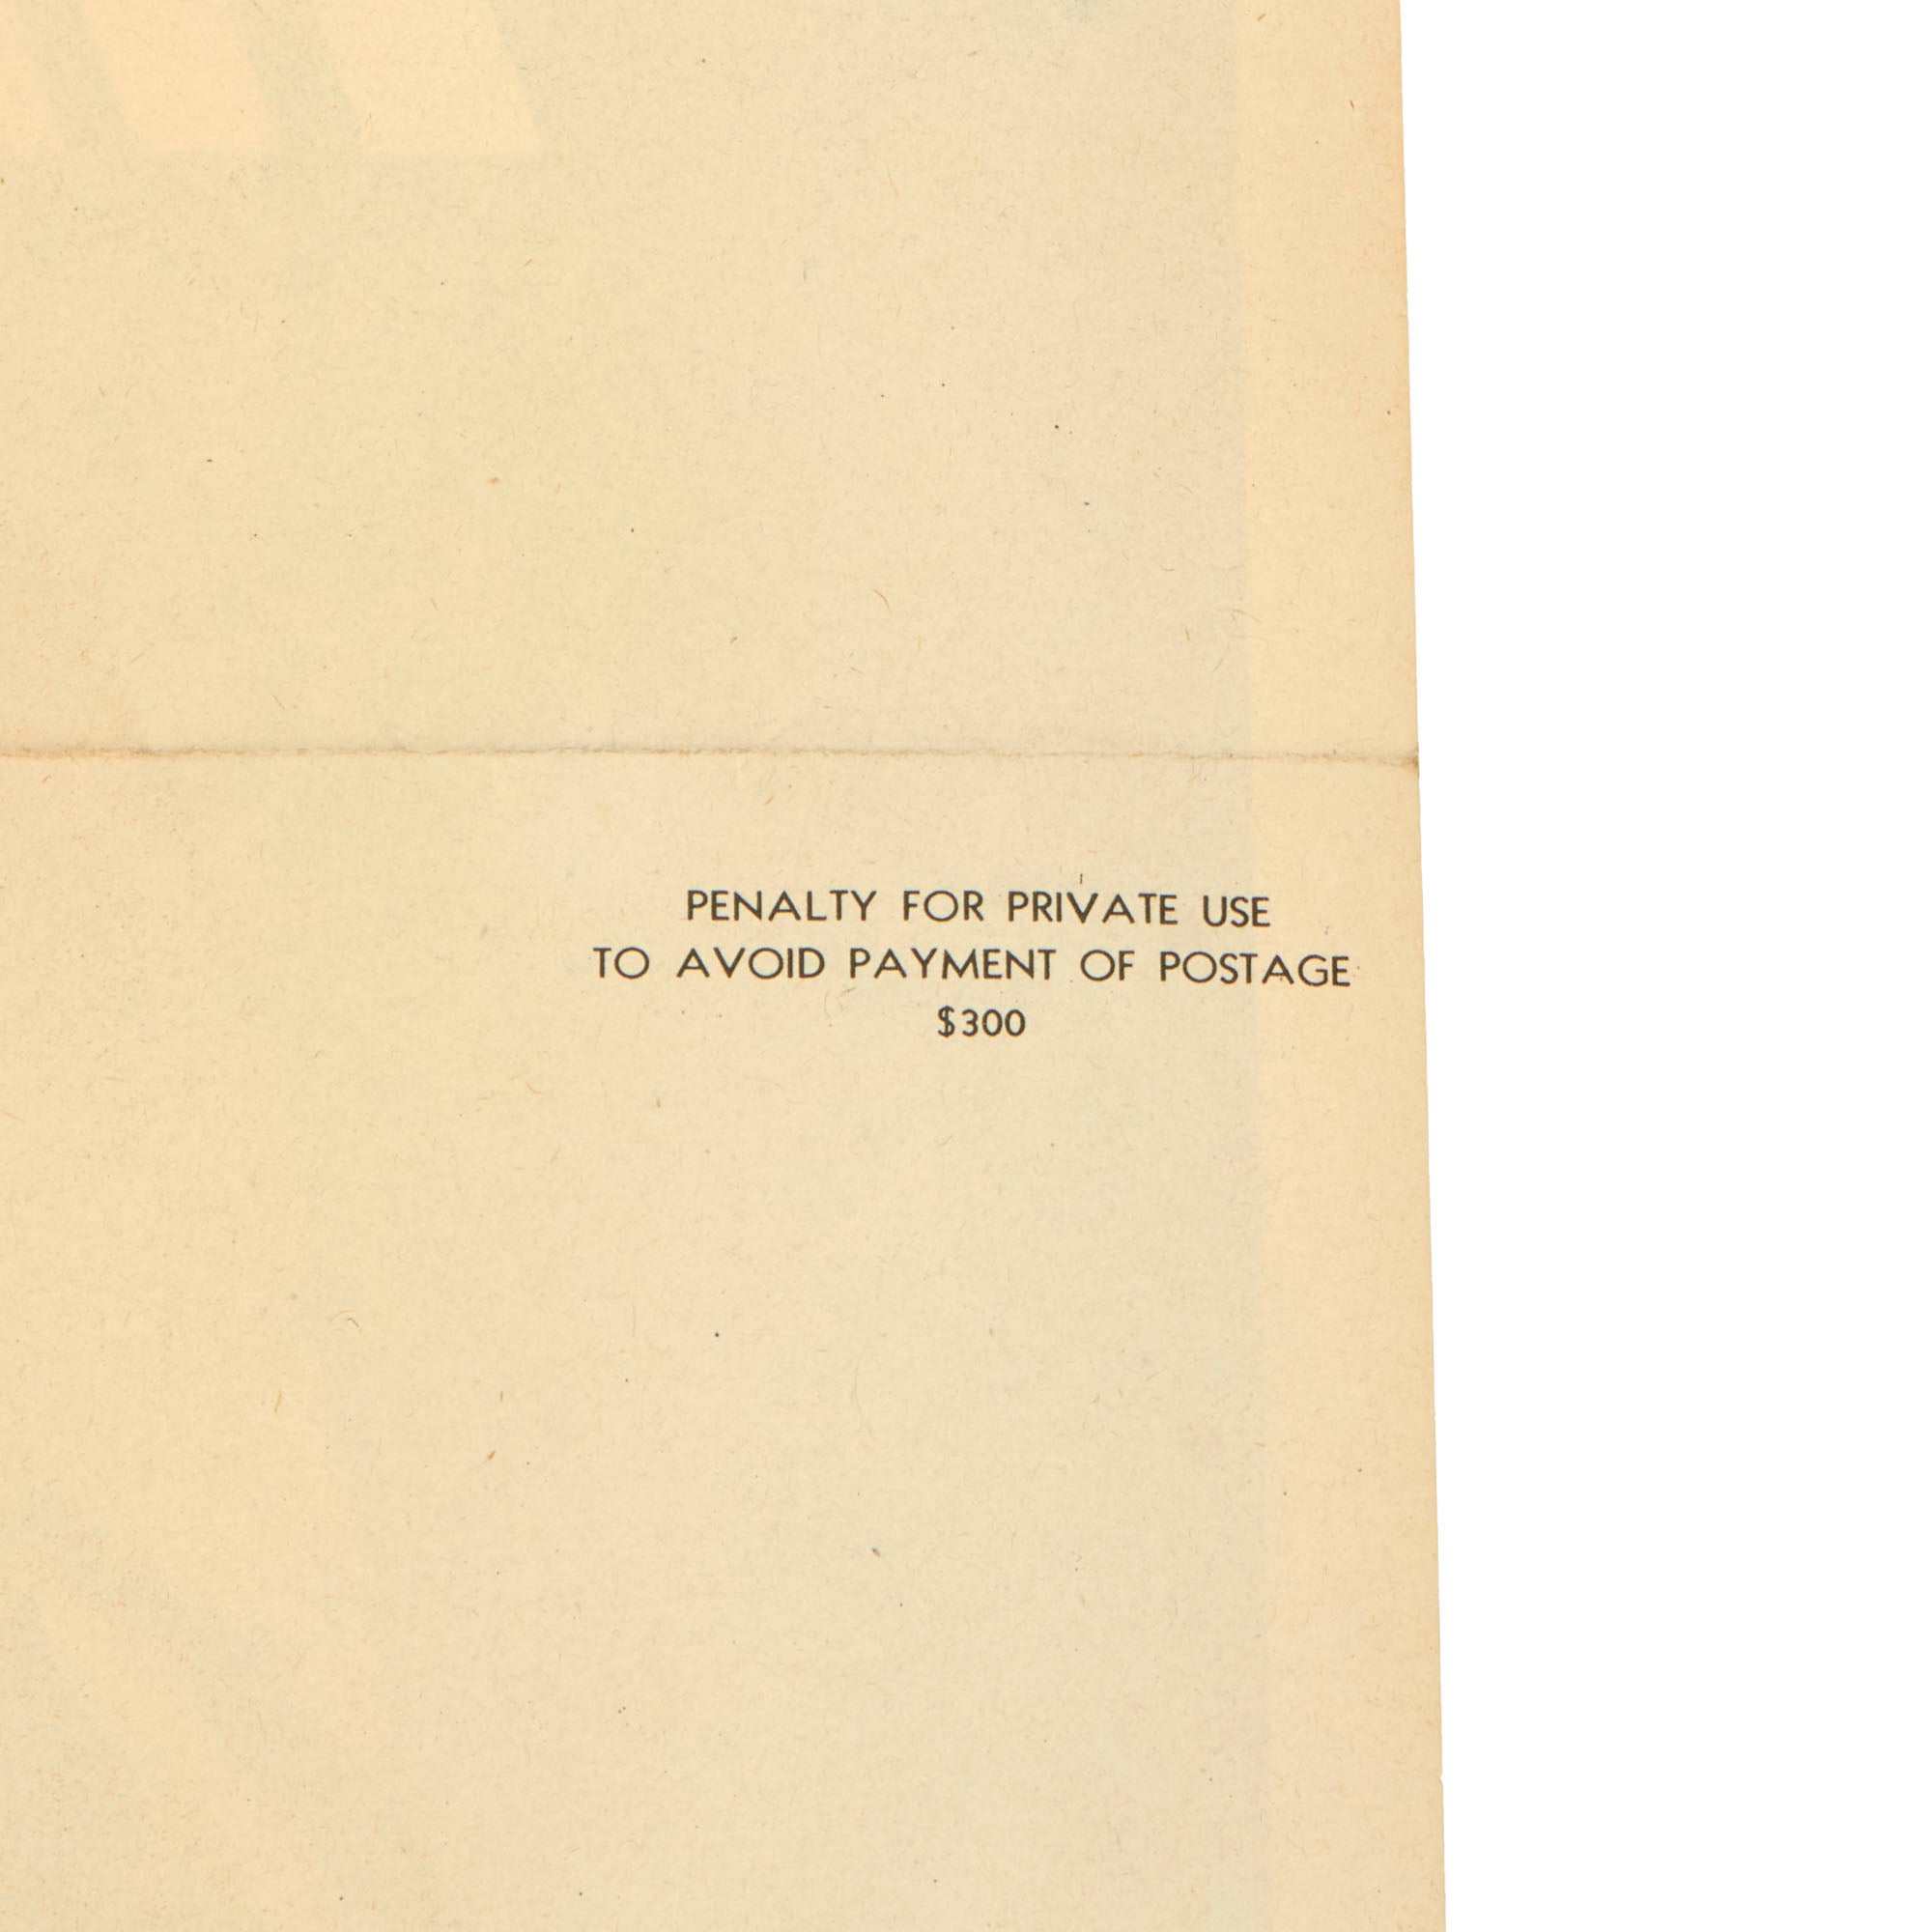 PENALTY FOR PRIVATE USE
TO AVOID PAYMENT OF POSTAGE
$300